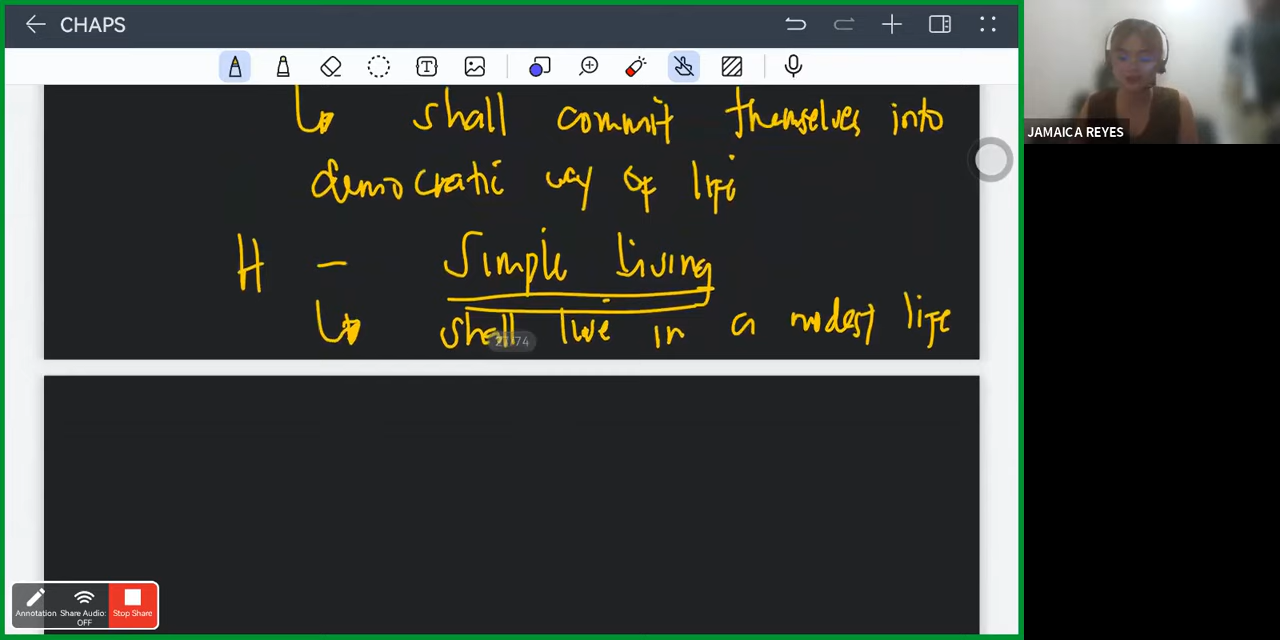 CHAPS
shall commit themselves into
JAMAICA REYES
democratic way of life
H - Simple Living
shall live in a modest life
Annotation Share Audio: OFF Stop Share